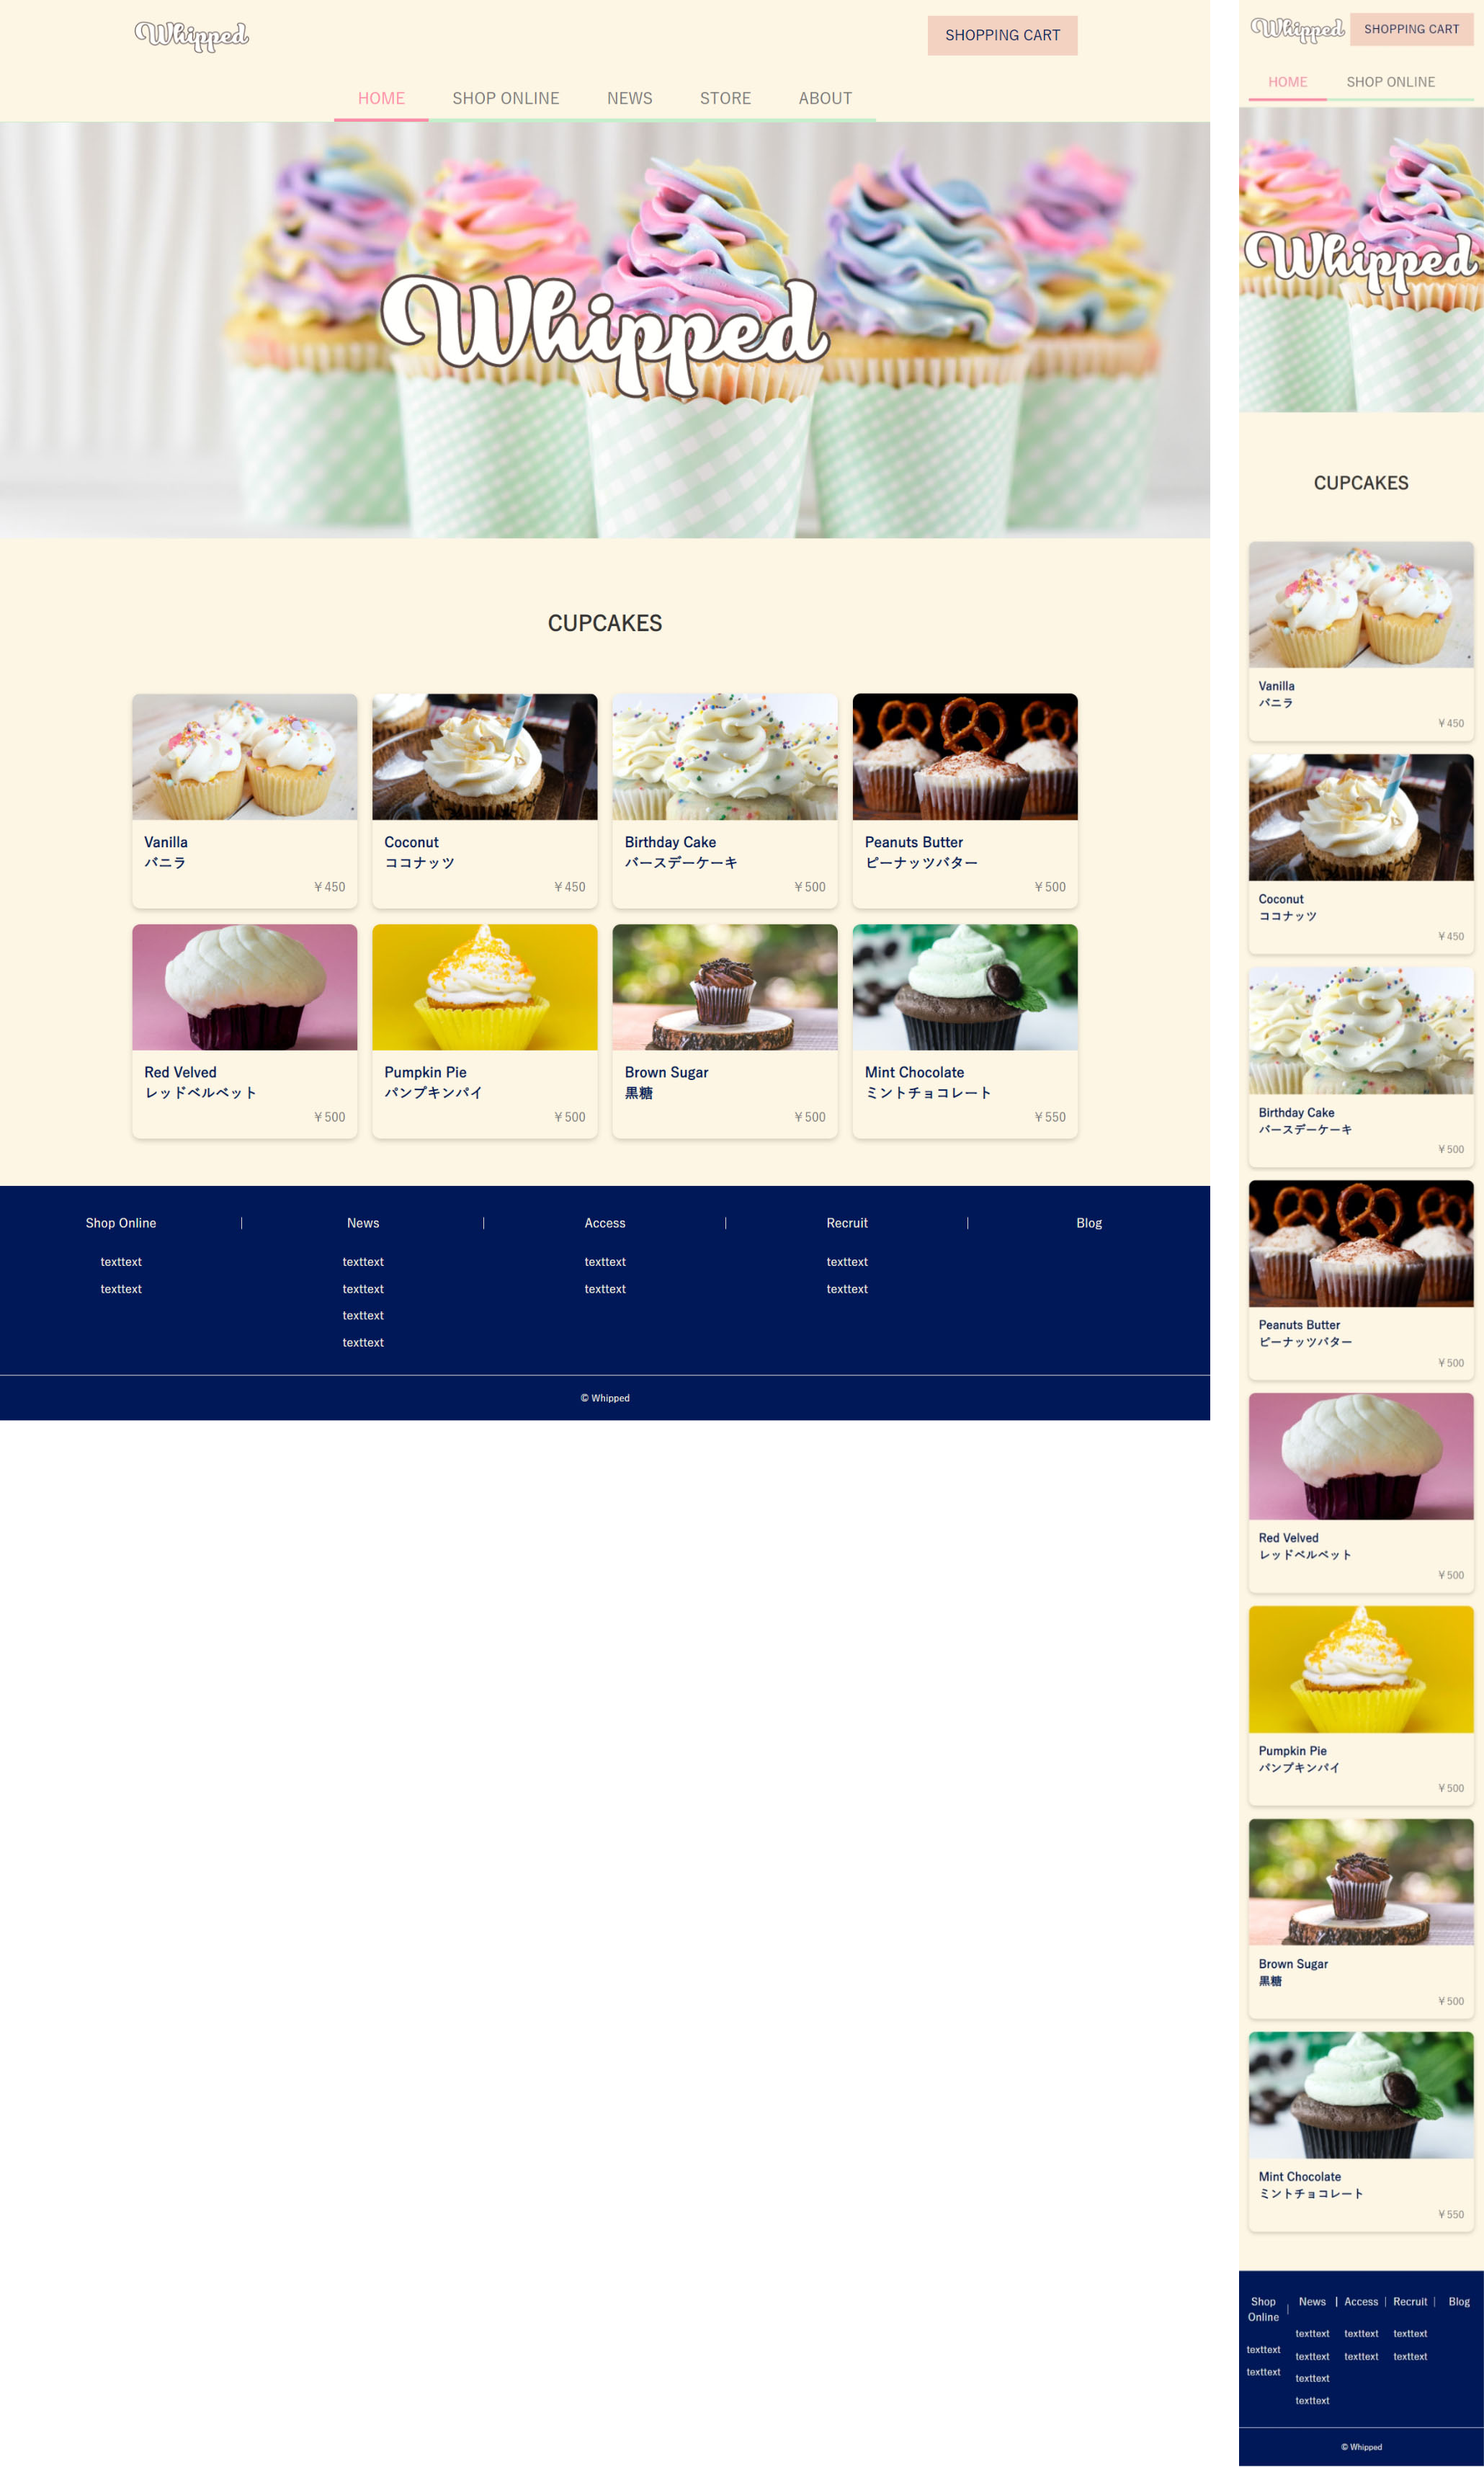 Whipped
SHOPPING CART
HOME SHOP ONLINE NEWS STORE ABOUT
Whipped
CUPCAKES
Vanilla
バニラ
￥450
Coconut
ココナッツ
￥450
Birthday Cake
バースデーケーキ
￥500
Peanuts Butter
ピーナッツバター
￥500
Red Velved
レッドベルベット
￥500
Pumpkin Pie
パンプキンパイ
￥500
Brown Sugar
黒糖
￥500
Mint Chocolate
ミントチョコレート
￥550
Shop Online
texttext
texttext
News
texttext
texttext
texttext
texttext
Access
texttext
texttext
Recruit
texttext
texttext
Blog
© Whipped
Whipped
SHOPPING CART
HOME SHOP ONLINE
Whipped
CUPCAKES
Vanilla
バニラ
￥450
Coconut
ココナッツ
￥450
Birthday Cake
バースデーケーキ
￥500
Peanuts Butter
ピーナッツバター
￥500
Red Velved
レッドベルベット
￥500
Pumpkin Pie
パンプキンパイ
￥500
Brown Sugar
黒糖
￥500
Mint Chocolate
ミントチョコレート
￥550
Shop
Online
texttext
texttext
News
texttext
texttext
texttext
texttext
Access
texttext
texttext
Recruit
texttext
texttext
Blog
© Whipped